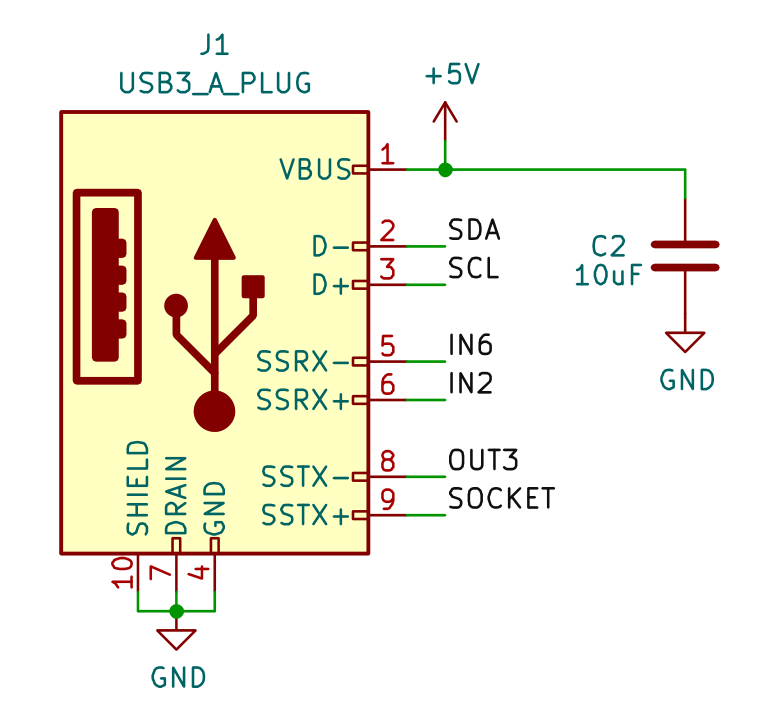 J1
USB3_A_PLUG
+5V
VBUS 1
D- 2 SDA
D+ 3 SCL
C2
10uF
SSRX- 5 IN6
SSRX+ 6 IN2
GND
SSTX- 8 OUT3
SSTX+ 9 SOCKET
SHIELD DRAIN GND
10 7 4
GND